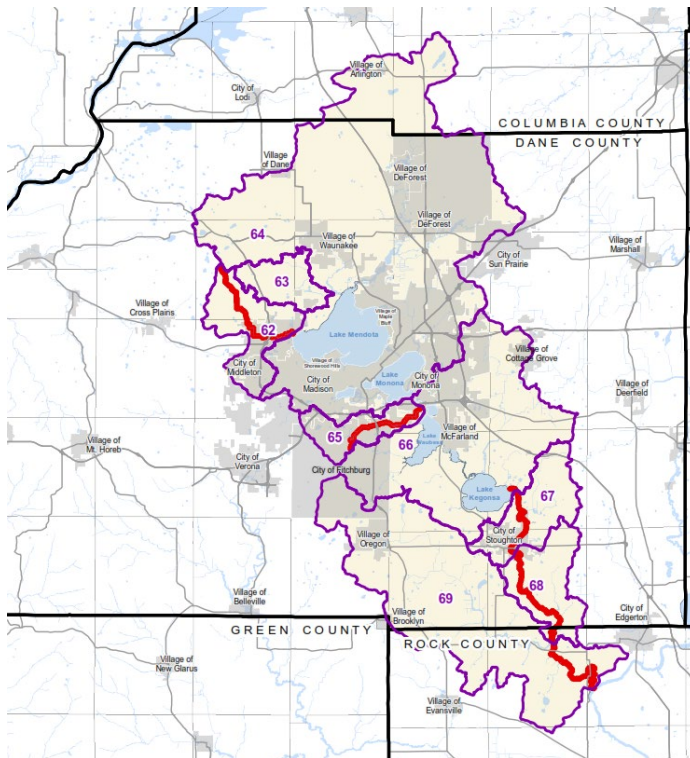 Village of
Arlington
City of
Lodi
COLUMBIA COUNTY
DANE COUNTY
Village
of Dane
Village of
DeForest
Village of
DeForest
64
Village of
Waunakee
Village of
Marshall
City of
Sun Prairie
63
Village of
Cross Plains
62
Village of
Maple
Bluff
Lake Mendota
Village of
Cottage Grove
Village of
Shorewood Hills
City of
Middleton
Lake
Monona
City of
Madison
City of
Monona
Village of
Deerfield
65
66
Village of
McFarland
Village of
Mt. Horeb
Lake
Waubesa
City of
Verona
City of Fitchburg
Lake
Kegonsa
67
City of
Stoughton
Village of
Oregon
68
69
Village of
Belleville
Village of
Brooklyn
City of
Edgerton
GREEN COUNTY
ROCK COUNTY
Village of
New Glarus
Village of
Evansville